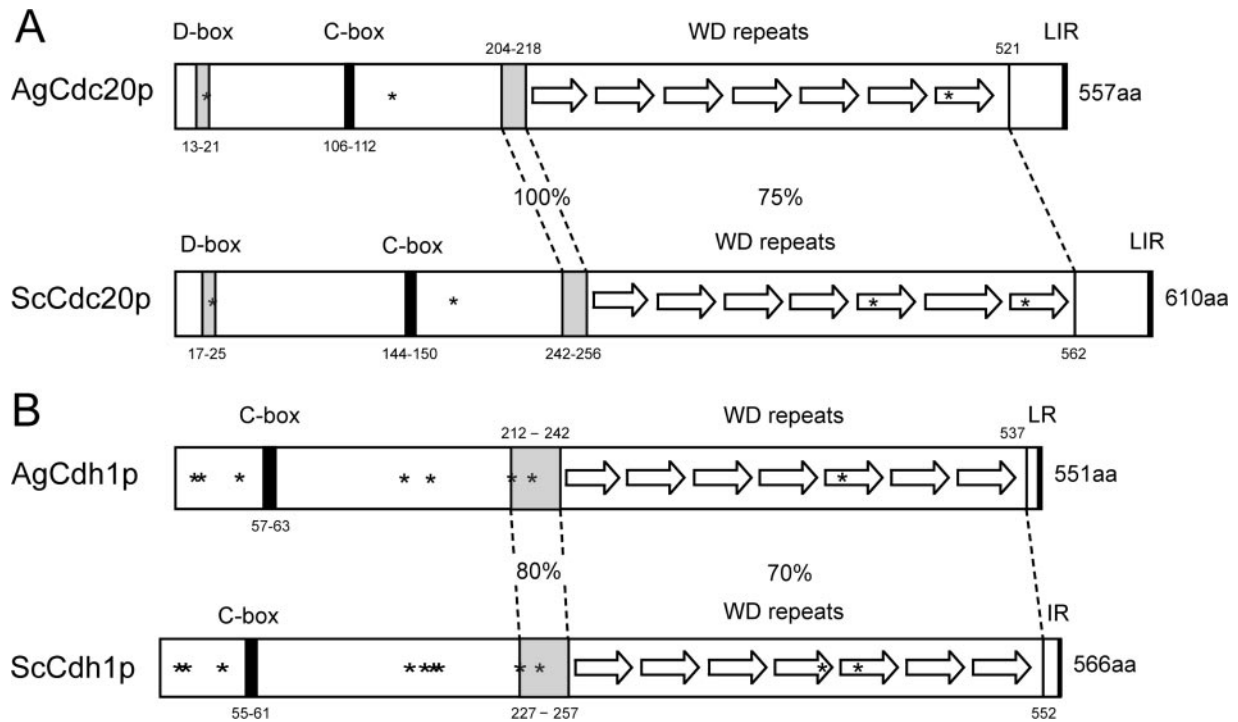 A
D-box C-box WD repeats LIR
204-218 521
AgCdc20p * * * 557aa
13-21 106-112
100% 75%
D-box C-box WD repeats LIR
ScCdc20p * * * * 610aa
17-25 144-150 242-256 562
B
C-box WD repeats LR
212 – 242 537
AgCdh1p ** * * * * * * 551aa
57-63
80% 70%
C-box WD repeats IR
ScCdh1p ** * * *** * * * * 566aa
55-61 227 – 257 552